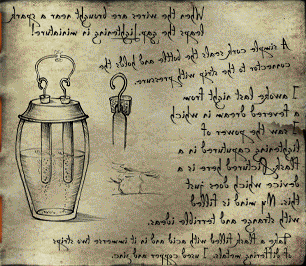 When the wires are brought near a spark
leaps the gap. Lightening in miniature!
A simple cork seals the bottle and holds the
connector to the strip with pressure.
I awoke last night from
a fevered dream in which
I saw the power of
lightening caputured in a
flask. Pictured here is a
device which does just
this. My mind is filled
with strange and terrible ideas.
Take a flask filled with acid and in it immerse two strips
of differing metals. I used copper and zinc.